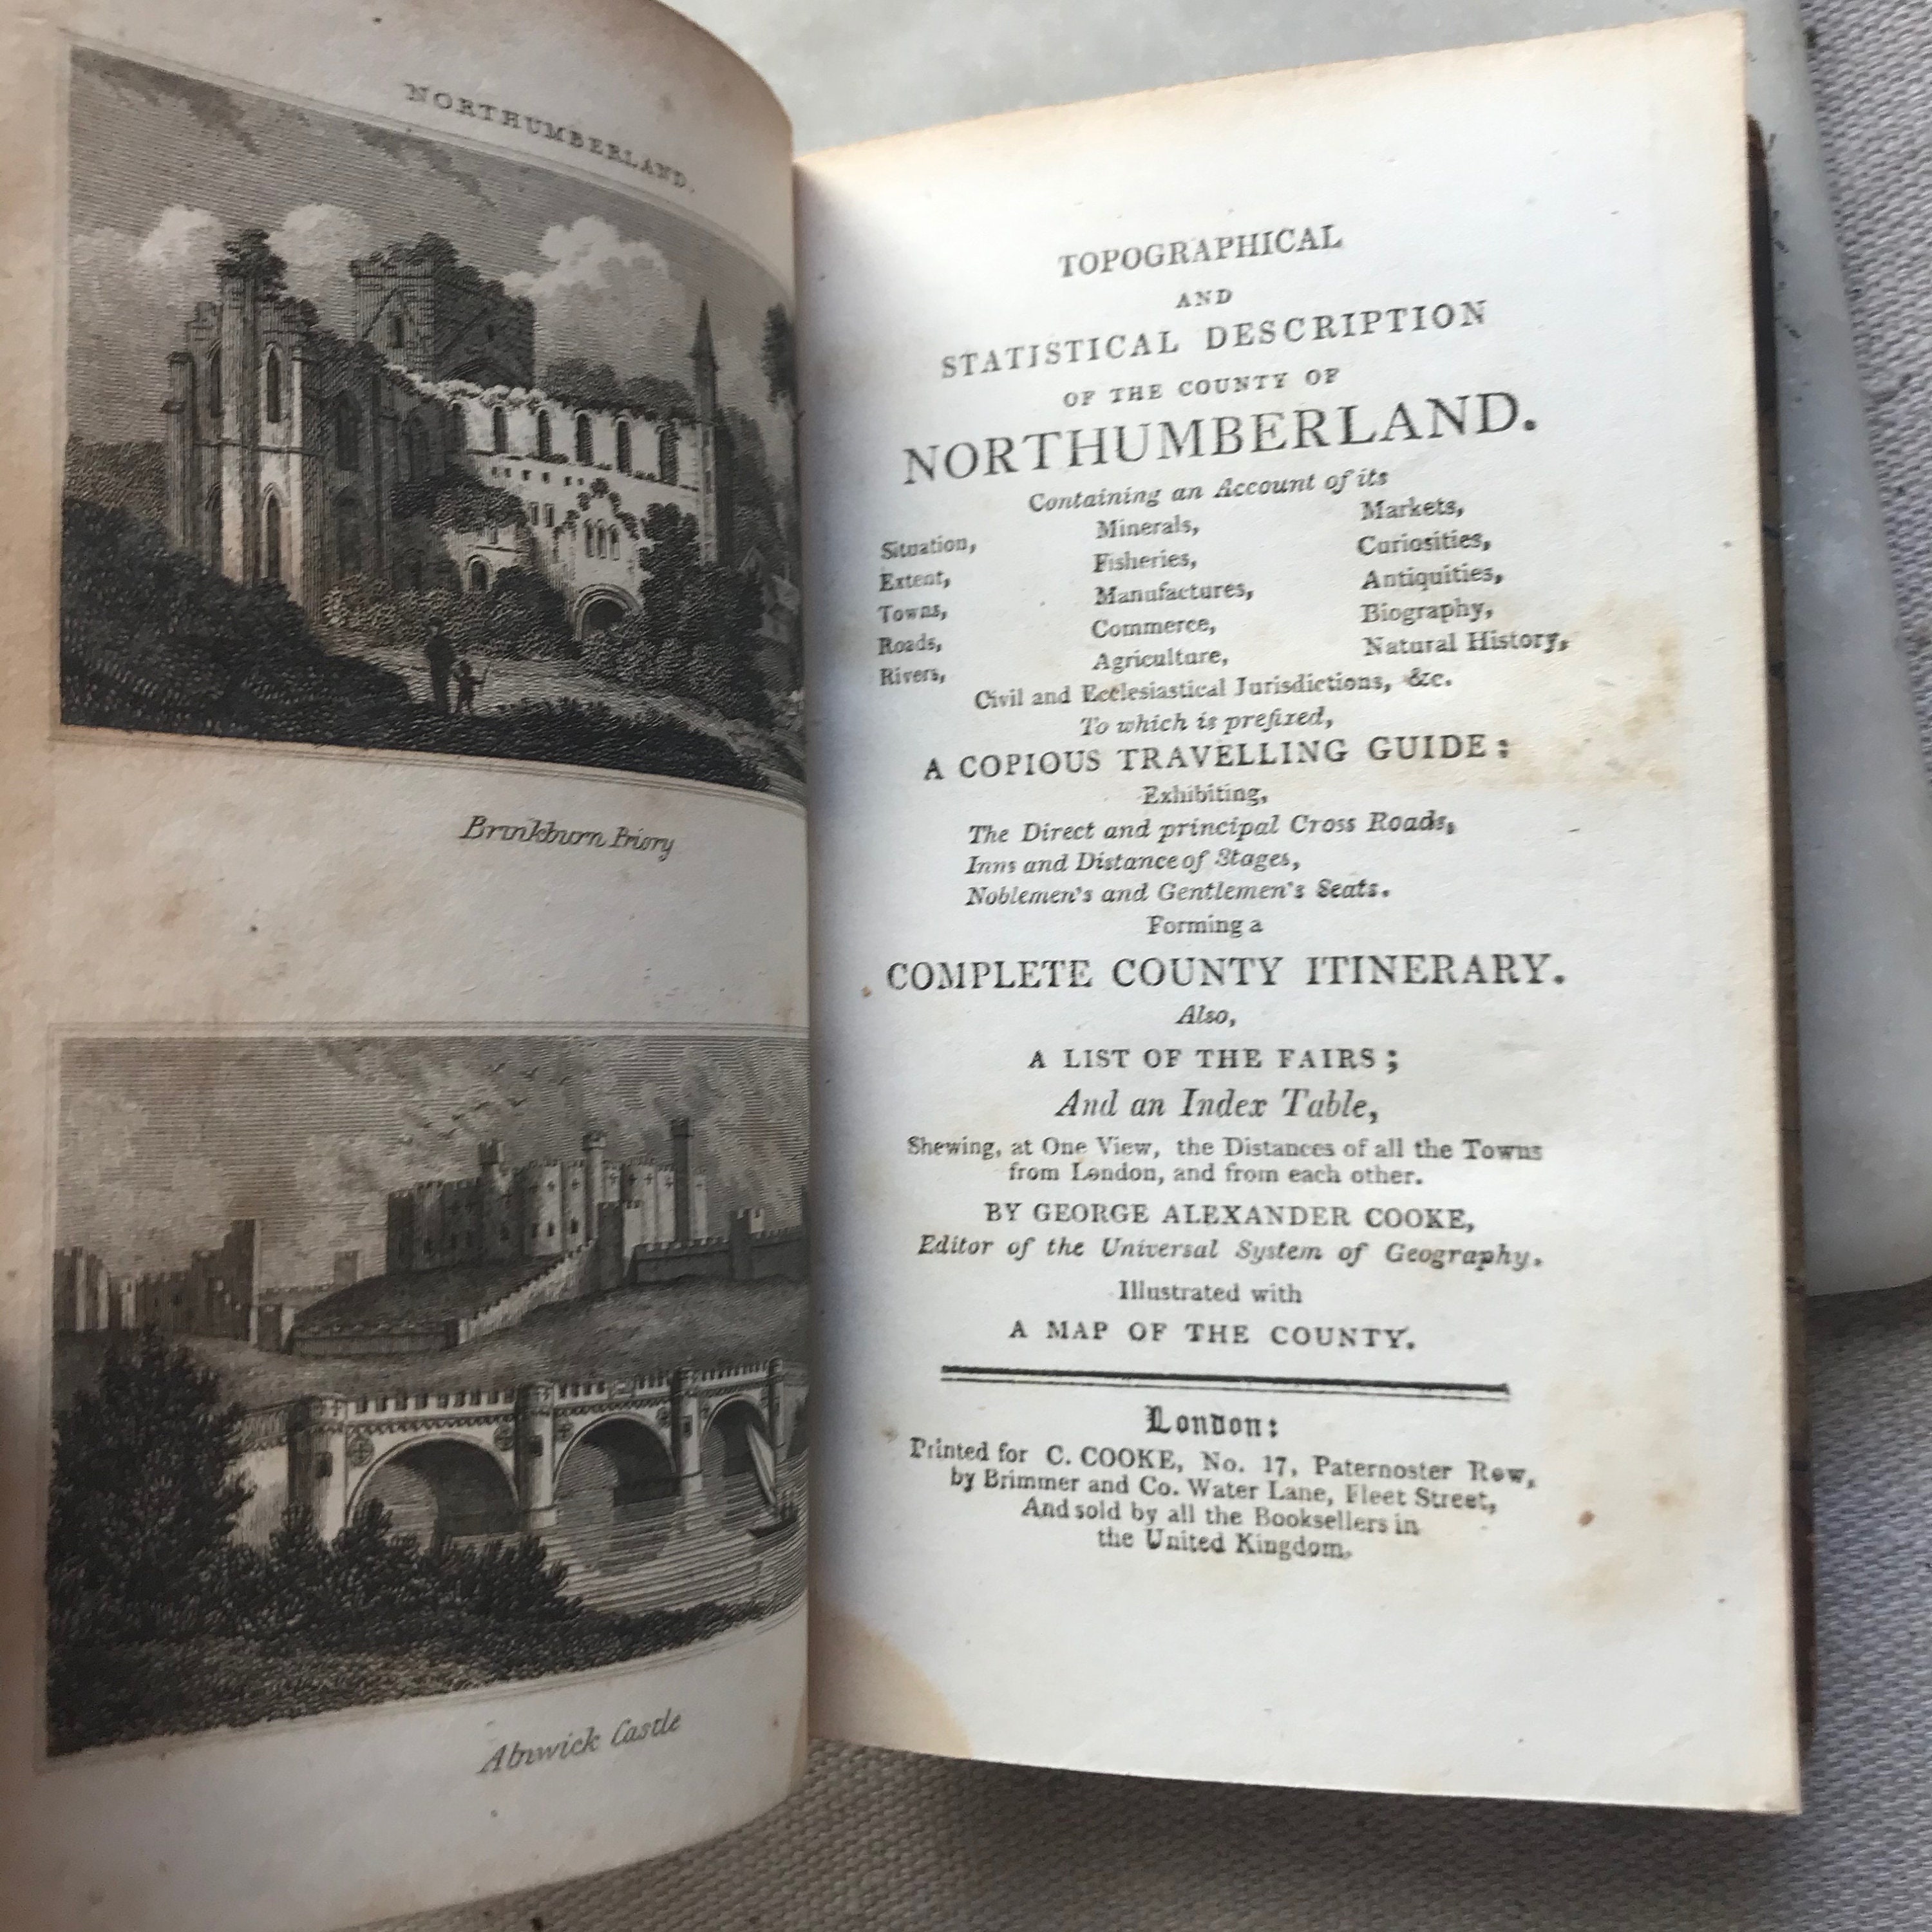 NORTHUMBERLAND.
Brinkburn Priory
Alnwick Castle
TOPOGRAPHICAL
AND
STATISTICAL DESCRIPTION
OF THE COUNTY OF
NORTHUMBERLAND.
Containing an Account of its
Situation, Minerals, Markets,
Extent, Fisheries, Curiosities,
Towns, Manufactures, Antiquities,
Roads, Commerce, Biography,
Rivers, Agriculture, Natural History,
Civil and Ecclesiastical Jurisdictions, &c.
To which is prefixed,
A COPIOUS TRAVELLING GUIDE:
Exhibiting,
The Direct and principal Cross Roads,
Inns and Distance of Stages,
Noblemen's and Gentlemen's Seats.
Forming a
COMPLETE COUNTY ITINERARY.
Also,
A LIST OF THE FAIRS;
And an Index Table,
Shewing, at One View, the Distances of all the Towns
from London, and from each other.
BY GEORGE ALEXANDER COOKE,
Editor of the Universal System of Geography.
Illustrated with
A MAP OF THE COUNTY.
London:
Printed for C. COOKE, No. 17, Paternoster Row,
by Brimmer and Co. Water Lane, Fleet Street,
And sold by all the Booksellers in
the United Kingdom.